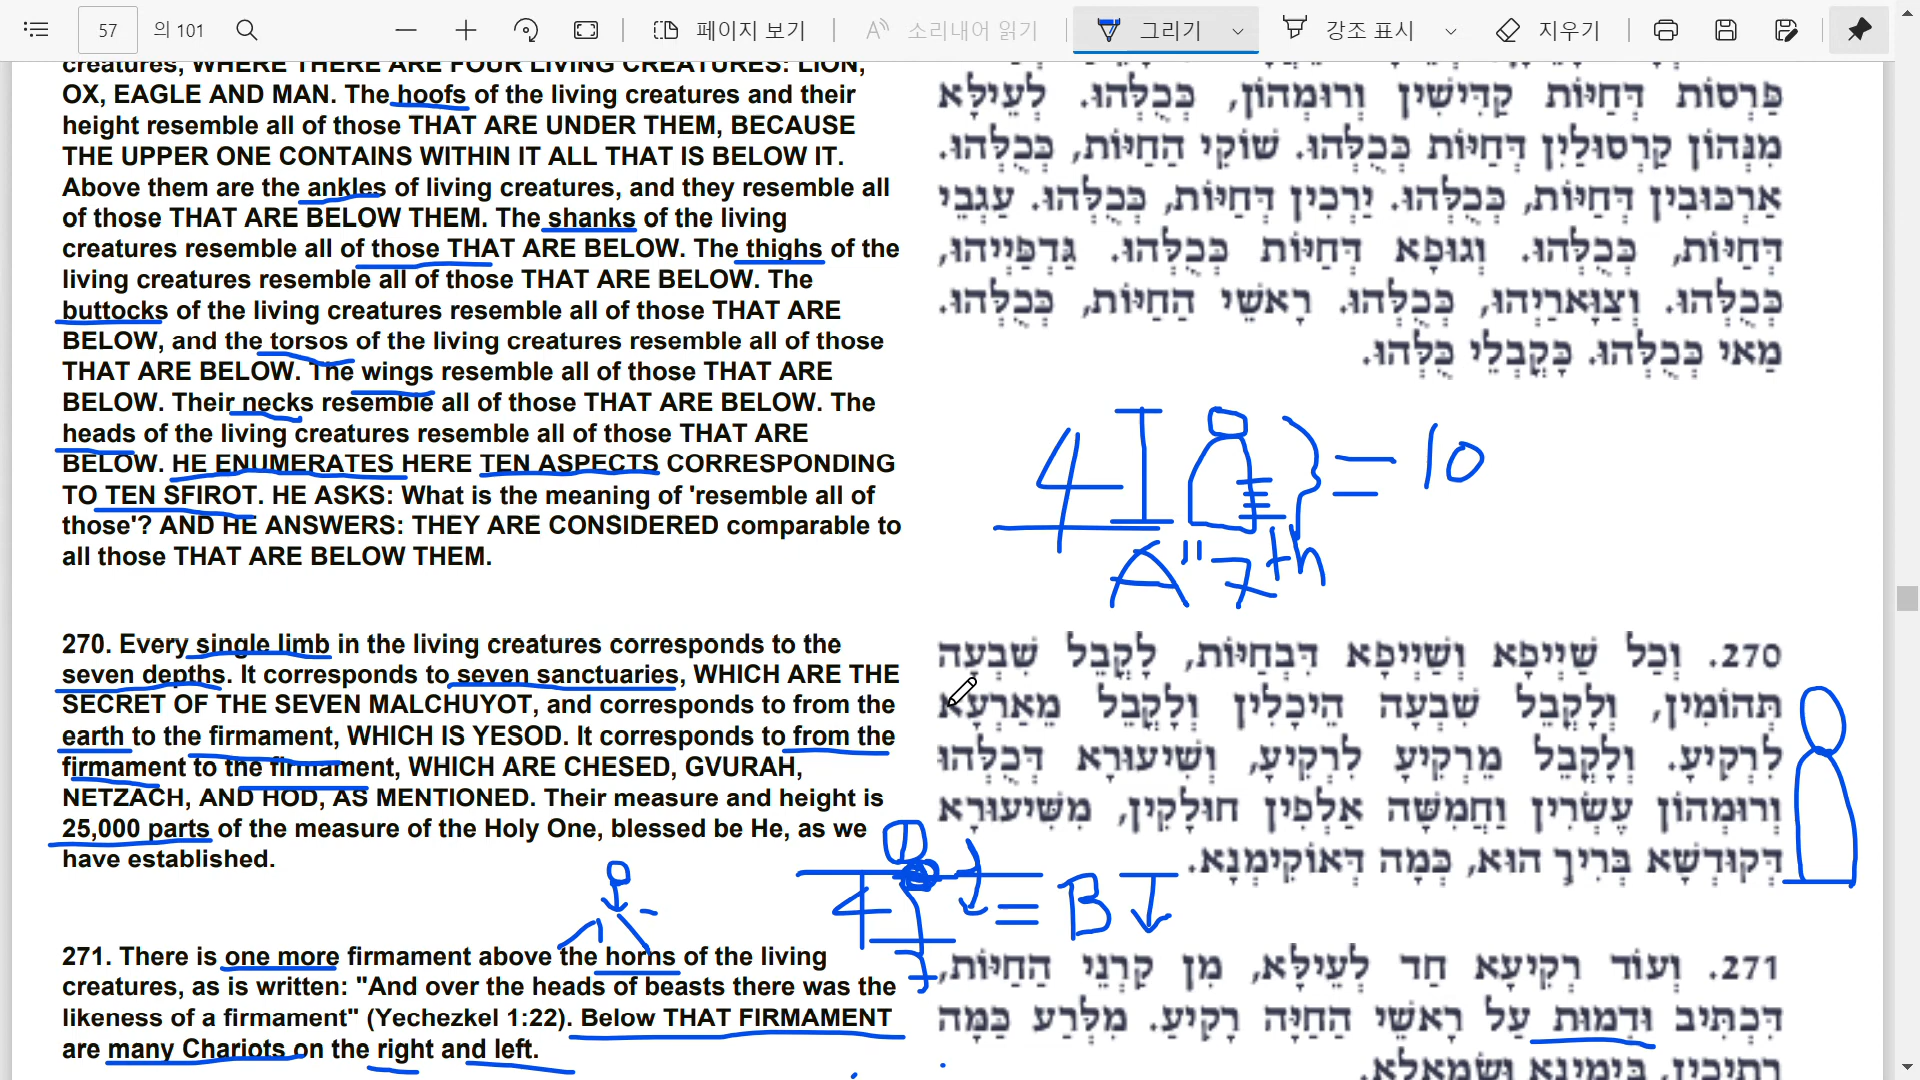 57 의 101 페이지 보기 소리내어 읽기 그리기 강조 표시 지우기
creatures, WHERE THERE ARE FOUR LIVING CREATURES: LION,
OX, EAGLE AND MAN. The hoofs of the living creatures and their
height resemble all of those THAT ARE UNDER THEM, BECAUSE
THE UPPER ONE CONTAINS WITHIN IT ALL THAT IS BELOW IT.
Above them are the ankles of living creatures, and they resemble all
of those THAT ARE BELOW THEM. The shanks of the living
creatures resemble all of those THAT ARE BELOW. The thighs of the
living creatures resemble all of those THAT ARE BELOW. The
buttocks of the living creatures resemble all of those THAT ARE
BELOW, and the torsos of the living creatures resemble all of those
THAT ARE BELOW. The wings resemble all of those THAT ARE
BELOW. Their necks resemble all of those THAT ARE BELOW. The
heads of the living creatures resemble all of those THAT ARE
BELOW. HE ENUMERATES HERE TEN ASPECTS CORRESPONDING
TO TEN SFIROT. HE ASKS: What is the meaning of 'resemble all of
those'? AND HE ANSWERS: THEY ARE CONSIDERED comparable to
all those THAT ARE BELOW THEM.
270. Every single limb in the living creatures corresponds to the
seven depths. It corresponds to seven sanctuaries, WHICH ARE THE
SECRET OF THE SEVEN MALCHUYOT, and corresponds to from the
earth to the firmament, WHICH IS YESOD. It corresponds to from the
firmament to the firmament, WHICH ARE CHESED, GVURAH,
NETZACH, AND HOD, AS MENTIONED. Their measure and height is
25,000 parts of the measure of the Holy One, blessed be He, as we
have established.
271. There is one more firmament above the horns of the living
creatures, as is written: "And over the heads of beasts there was the
likeness of a firmament" (Yechezkel 1:22). Below THAT FIRMAMENT
are many Chariots on the right and left.
פַּרְסוֹת דְּחַיּוֹת קַדִּישִׁין וְרוּמְהוֹן, כְּכֻלְּהוּ. לְעֵילָּא
מִנְּהוֹן קַרְסוּלַיִן דְּחַיּוֹת כְּכֻלְּהוּ. שׁוֹקֵי הַחַיּוֹת, כְּכֻלְּהוּ.
אַרְכּוּבִין דְּחַיּוֹת, כְּכֻלְּהוּ. יַרְכִין דְּחַיּוֹת, כְּכֻלְּהוּ. עַגְבֵי
דְּחַיּוֹת, כְּכֻלְּהוּ. וְגוּפָא דְּחַיּוֹת כְּכֻלְּהוּ. גַּדְפַּיְיהוּ,
כְּכֻלְּהוּ. וְצַוָּארַיְהוּ, כְּכֻלְּהוּ. רָאשֵׁי הַחַיּוֹת, כְּכֻלְּהוּ.
מַאי כְּכֻלְּהוּ. כָּקֳבְלֵי כֻּלְּהוּ.
4 = 10
A" 7th
270. וְכַל שַׁיְיפָא וְשַׁיְיפָא דִּבְחַיּוֹת, לָקֳבֵל שִׁבְעָה
תְּהוֹמִין, וְלָקֳבֵל שִׁבְעָה הֵיכָלִין וְלָקֳבֵל מֵאַרְעָא
לִרְקִיעַ. וְלָקֳבֵל מֵרְקִיעָא לִרְקִיעָ, וְשִׁיעוּרָא דְּכֻלְּהוּ
וְרוּמְהוֹן עֶשְׂרִין וַחֲמִשָּׁה אַלְפִין חוּלָקִין, מִשִּׁיעוּרָא
דְּקוּדְשָׁא בְּרִיךְ הוּא, כְּמָה דְּאוֹקִימְנָא.
4 7 = B
271. וְעוֹד רְקִיעָא חַד לְעֵילָּא, מִן קַרְנֵי הַחַיּוֹת,
דִּכְתִּיב וּדְמוּת עַל רָאשֵׁי הַחַיָּה רָקִיעַ. מִלְּרַע כַּמָּה
רְתִיכִין, בִּימִינָא וּשְׂמָאלָא.